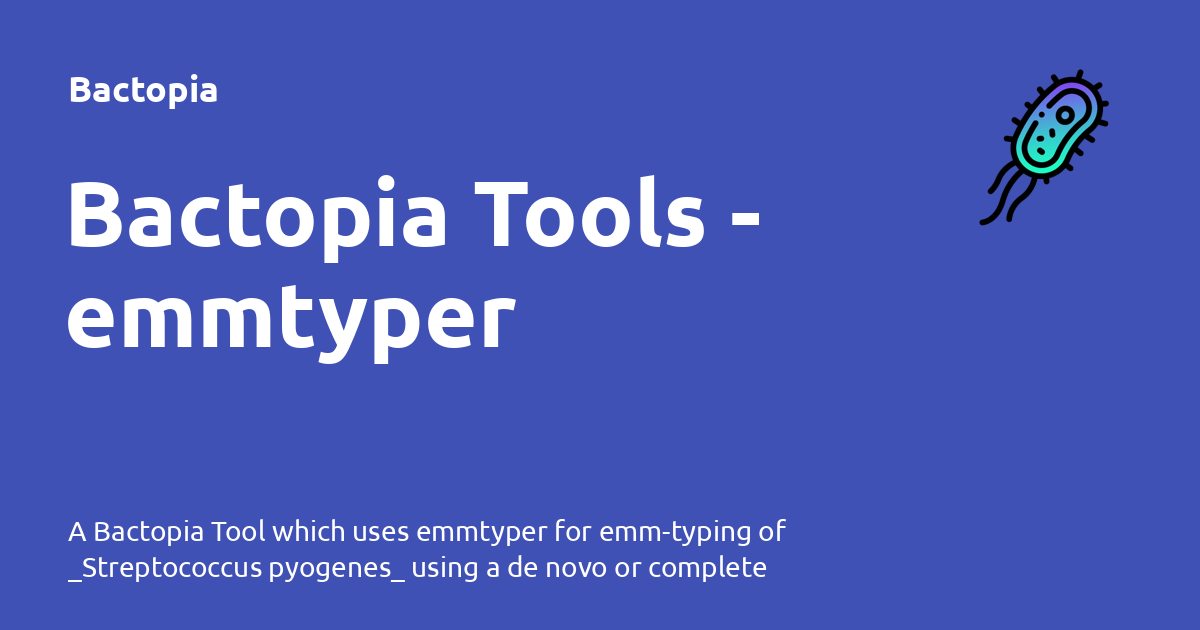 Bactopia
Bactopia Tools -
emmtyper
A Bactopia Tool which uses emmtyper for emm-typing of
_Streptococcus pyogenes_ using a de novo or complete